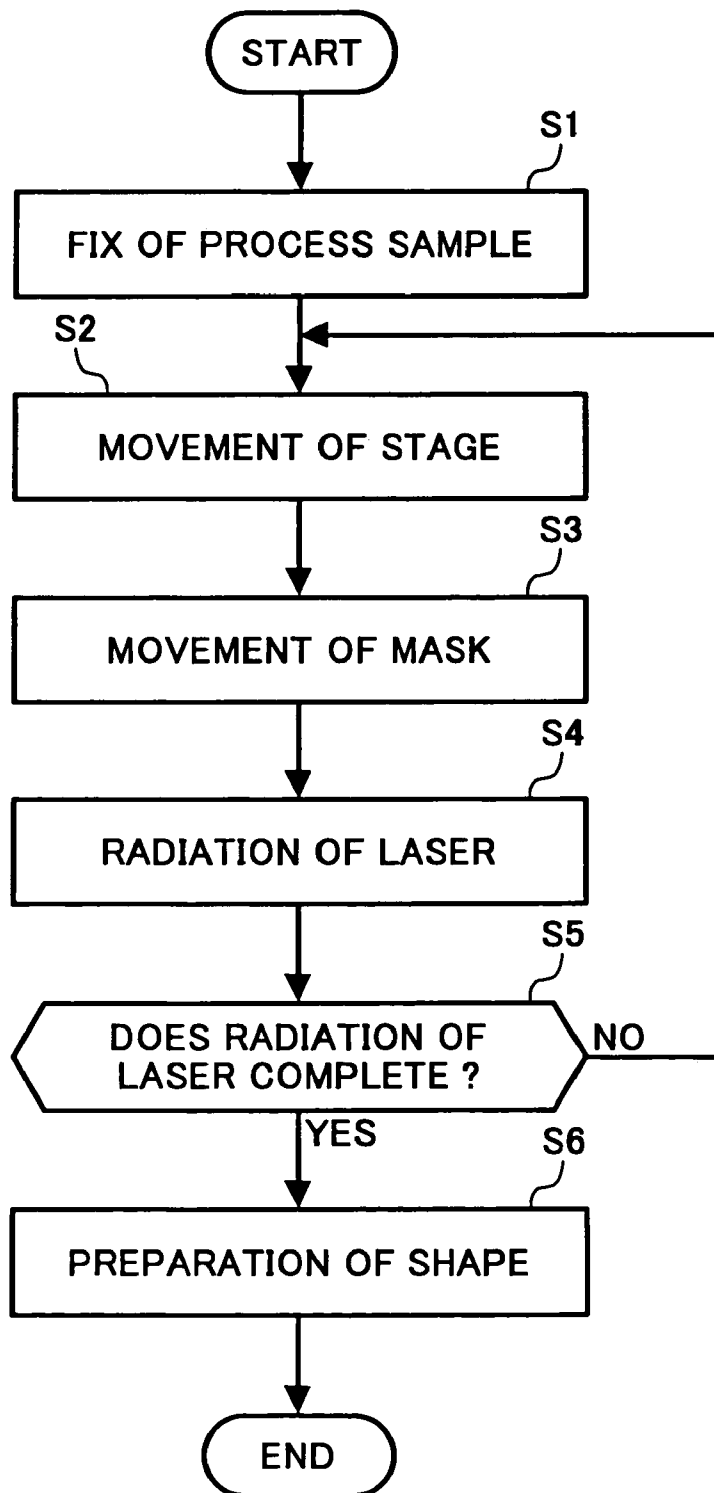 START
S1
FIX OF PROCESS SAMPLE
S2
MOVEMENT OF STAGE
S3
MOVEMENT OF MASK
S4
RADIATION OF LASER
S5
DOES RADIATION OF
LASER COMPLETE ?
NO
YES
S6
PREPARATION OF SHAPE
END